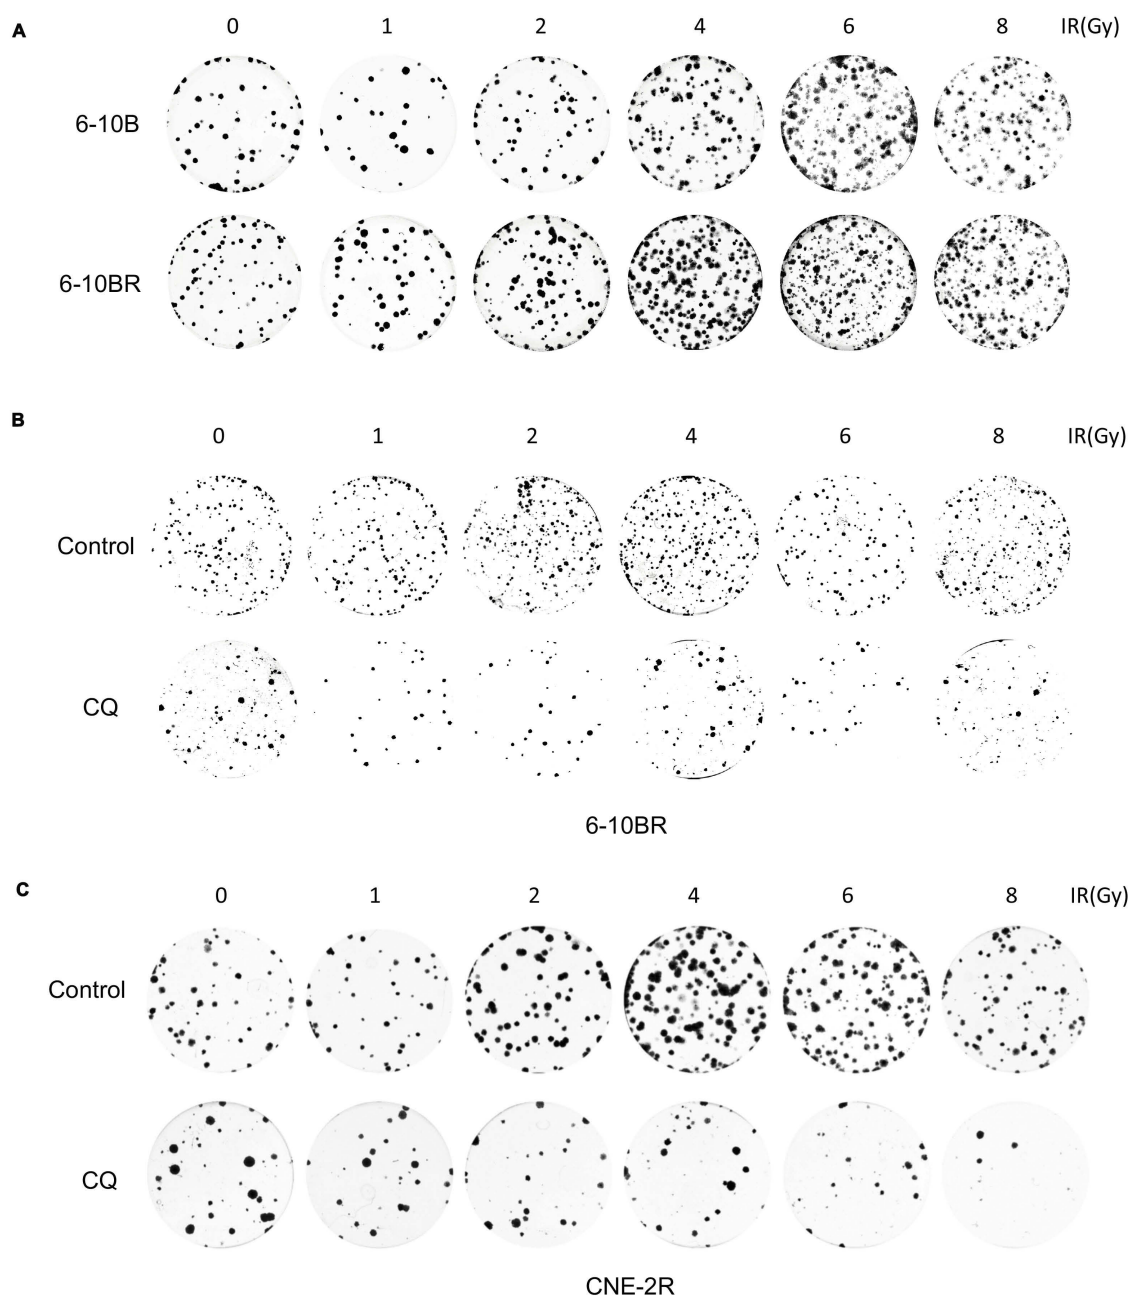 A
0 1 2 4 6 8 IR(Gy)
6-10B
6-10BR
B
0 1 2 4 6 8 IR(Gy)
Control
CQ
6-10BR
C
0 1 2 4 6 8 IR(Gy)
Control
CQ
CNE-2R